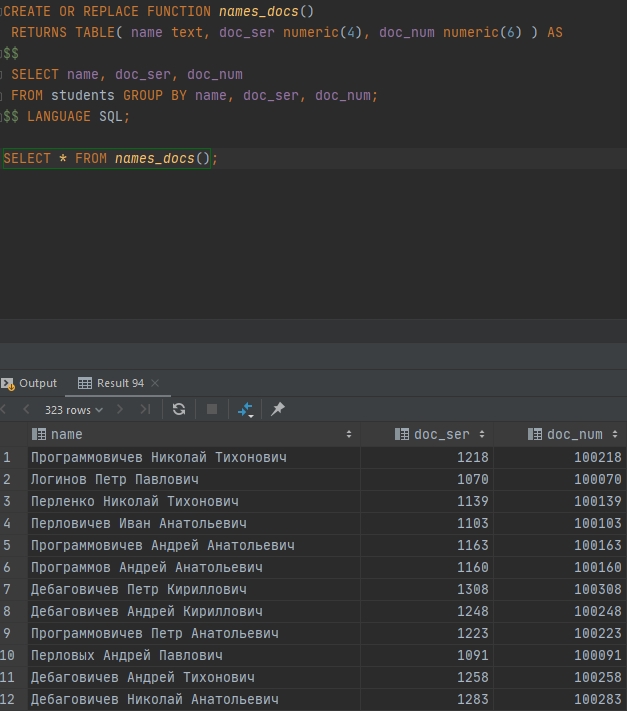 CREATE OR REPLACE FUNCTION names_docs()
RETURNS TABLE( name text, doc_ser numeric(4), doc_num numeric(6) ) AS
$$
SELECT name, doc_ser, doc_num
FROM students GROUP BY name, doc_ser, doc_num;
$$ LANGUAGE SQL;
SELECT * FROM names_docs();
Output Result 94
323 rows
name doc_ser doc_num
1 Программовичев Николай Тихонович 1218 100218
2 Логинов Петр Павлович 1070 100070
3 Перленко Николай Тихонович 1139 100139
4 Перлович​ев Иван Анатольевич 1103 100103
5 Программовичев Андрей Анатольевич 1163 100163
6 Программов Андрей Анатольевич 1160 100160
7 Дебаговичев Петр Кириллович 1308 100308
8 Дебаговичев Андрей Кириллович 1248 100248
9 Программовичев Петр Анатольевич 1223 100223
10 Перловых Андрей Павлович 1091 100091
11 Дебаговичев Андрей Тихонович 1258 100258
12 Дебаговичев Николай Анатольевич 1283 100283